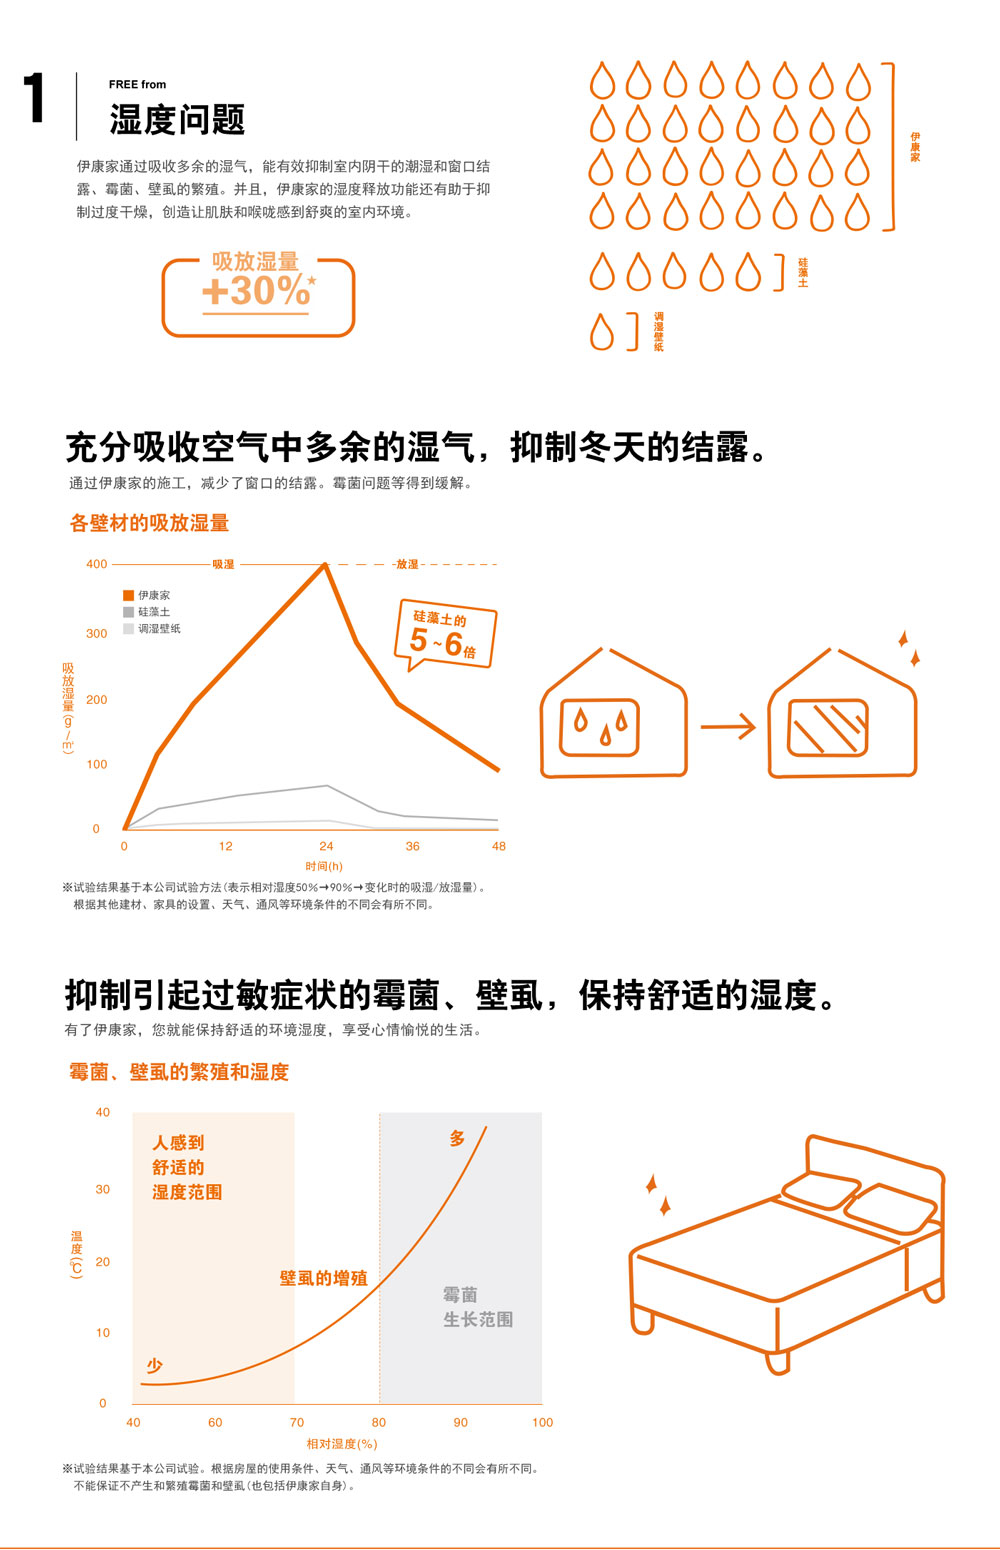 1
FREE from
湿度问题
伊康家通过吸收多余的湿气，能有效抑制室内阴干的潮湿和窗口结
露、霉菌、壁虱的繁殖。并且，伊康家的湿度释放功能还有助于抑
制过度干燥，创造让肌肤和喉咙感到舒爽的室内环境。
吸放湿量
+30%★
伊康家
硅藻土
调湿壁纸
充分吸收空气中多余的湿气，抑制冬天的结露。
通过伊康家的施工，减少了窗口的结露。霉菌问题等得到缓解。
各壁材的吸放湿量
400
吸湿
放湿
伊康家
硅藻土
调湿壁纸
硅藻土的
5~6倍
300
200
100
0
吸放湿量(g/㎡)
0 12 24 36 48
时间(h)
※试验结果基于本公司试验方法(表示相对湿度50%→90%→变化时的吸湿/放湿量)。
根据其他建材、家具的设置、天气、通风等环境条件的不同会有所不同。
抑制引起过敏症状的霉菌、壁虱，保持舒适的湿度。
有了伊康家，您就能保持舒适的环境湿度，享受心情愉悦的生活。
霉菌、壁虱的繁殖和湿度
40
30
20
10
0
温度(℃)
人感到
舒适的
湿度范围
多
壁虱的增殖
霉菌
生长范围
少
40 60 70 80 90 100
相对湿度(%)
※试验结果基于本公司试验。根据房屋的使用条件、天气、通风等环境条件的不同会有所不同。
不能保证不产生和繁殖霉菌和壁虱(也包括伊康家自身)。